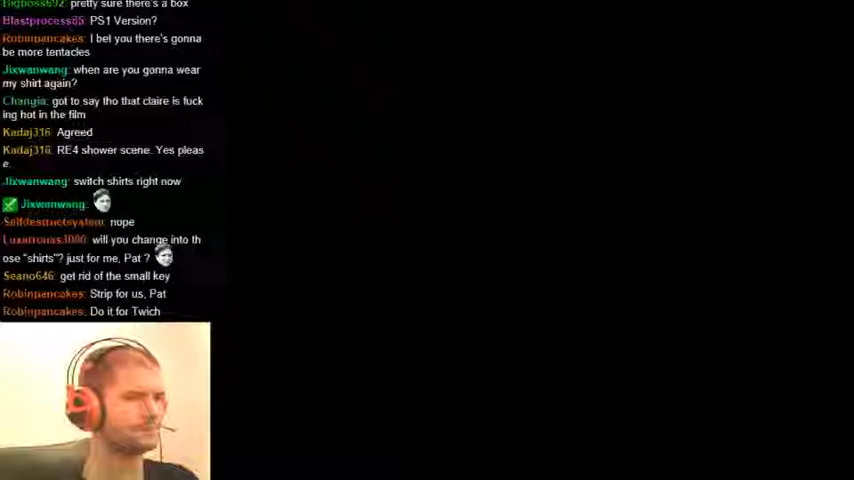 Bigboss692: pretty sure there's a box
Blastprocess85: PS1 Version?
Robinpancakes: I bet you there's gonna
be more tentacles
Jixwanwang: when are you gonna wear
my shirt again?
Changia: got to say tho that claire is fuck
ing hot in the film
Kadaj316: Agreed
Kadaj316: RE4 shower scene. Yes pleas
e.
Jixwanwang: switch shirts right now
Jixwanwang:
Selfdestructsystem: nope
will you change into th
ose "shirts"? just for me, Pat ?
Seano646: get rid of the small key
Robinpancakes: Strip for us, Pat
Robinpancakes: Do it for Twich